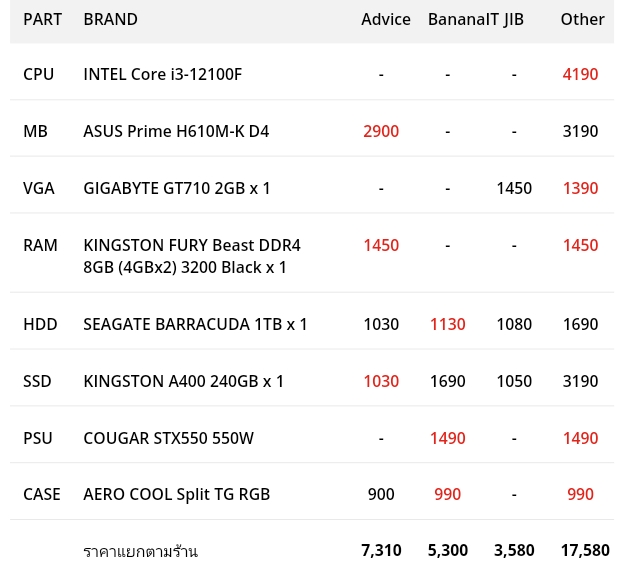 PART BRAND Advice BananaIT JIB Other
CPU INTEL Core i3-12100F - - - 4190
MB ASUS Prime H610M-K D4 2900 - - 3190
VGA GIGABYTE GT710 2GB x 1 - - 1450 1390
RAM KINGSTON FURY Beast DDR4 1450 - - 1450
8GB (4GBx2) 3200 Black x 1
HDD SEAGATE BARRACUDA 1TB x 1 1030 1130 1080 1690
SSD KINGSTON A400 240GB x 1 1030 1690 1050 3190
PSU COUGAR STX550 550W - 1490 - 1490
CASE AERO COOL Split TG RGB 900 990 - 990
ราคาแยกตามร้าน 7,310 5,300 3,580 17,580